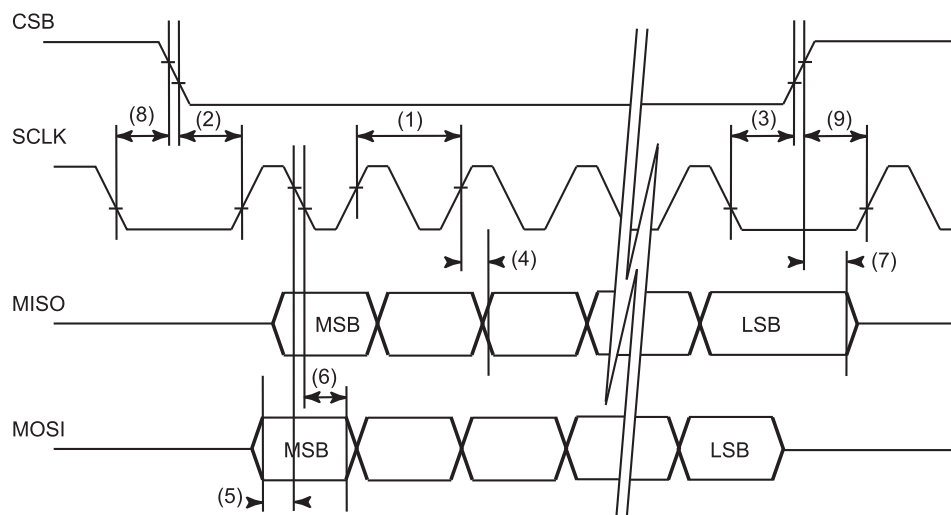 CSB
(8) (2) (1) (3) (9)
SCLK
(4) (7)
MISO MSB LSB
(6)
MOSI MSB LSB
(5)